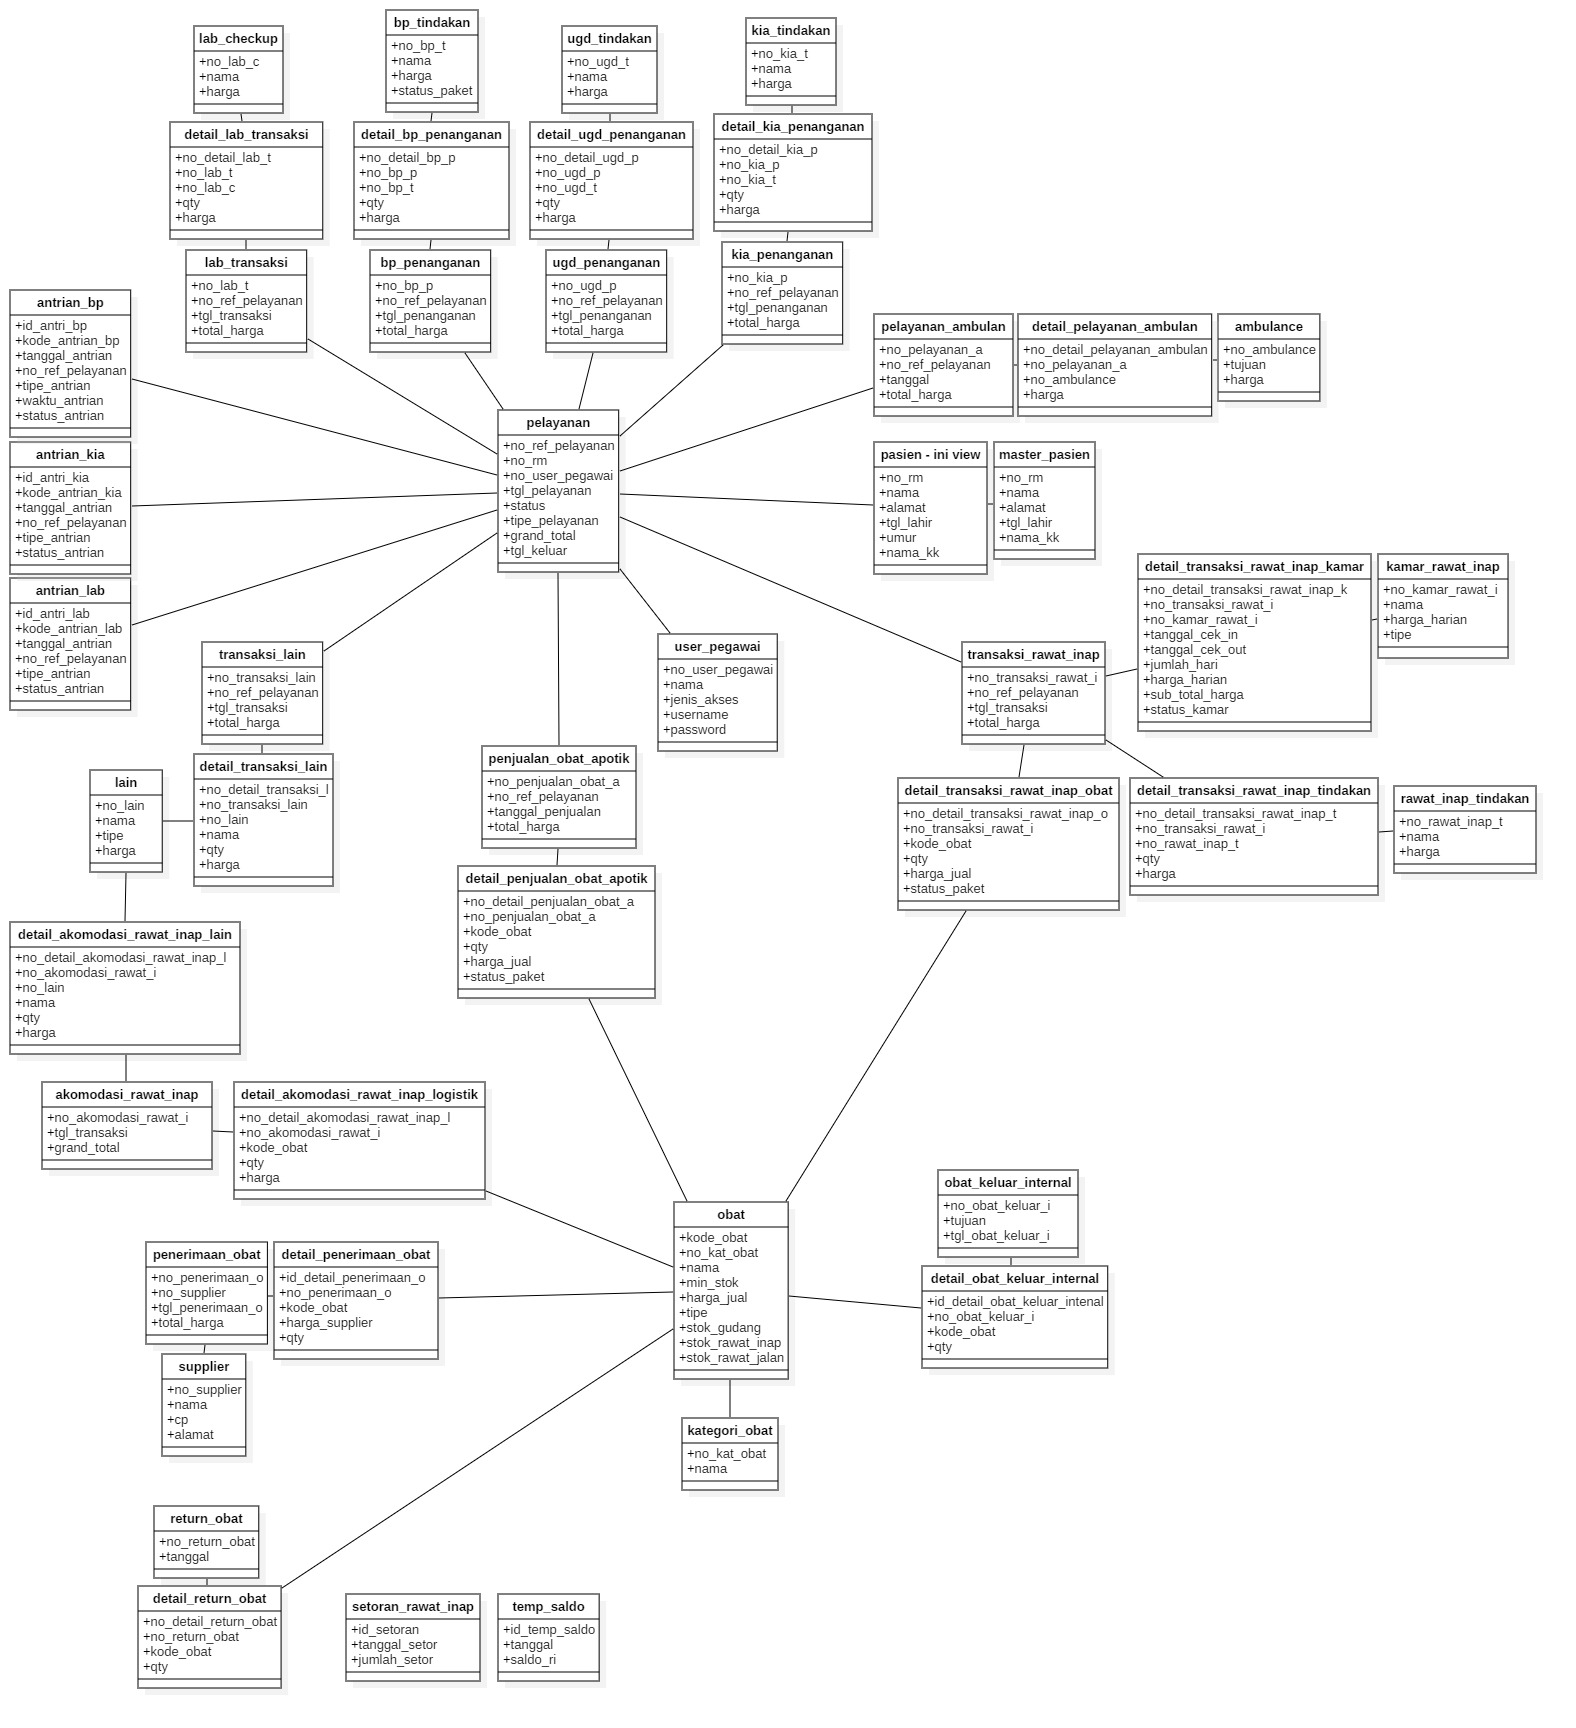 lab_checkup
+no_lab_c
+nama
+harga
bp_tindakan
+no_bp_t
+nama
+harga
+status_paket
ugd_tindakan
+no_ugd_t
+nama
+harga
kia_tindakan
+no_kia_t
+nama
+harga
detail_lab_transaksi
+no_detail_lab_t
+no_lab_t
+no_lab_c
+qty
+harga
detail_bp_penanganan
+no_detail_bp_p
+no_bp_p
+no_bp_t
+qty
+harga
detail_ugd_penanganan
+no_detail_ugd_p
+no_ugd_p
+no_ugd_t
+qty
+harga
detail_kia_penanganan
+no_detail_kia_p
+no_kia_p
+no_kia_t
+qty
+harga
lab_transaksi
+no_lab_t
+no_ref_pelayanan
+tgl_transaksi
+total_harga
bp_penanganan
+no_bp_p
+no_ref_pelayanan
+tgl_penganan
+total_harga
ugd_penanganan
+no_ugd_p
+no_ref_pelayanan
+tgl_penanganan
+total_harga
kia_penanganan
+no_kia_p
+no_ref_pelayanan
+tgl_penanganan
+total_harga
antrian_bp
+id_antri_bp
+kode_antrian_bp
+tanggal_antrian
+no_ref_pelayanan
+tipe_antrian
+waktu_antrian
+status_antrian
pelayanan_ambulan
+no_pelayanan_a
+no_ref_pelayanan
+tanggal
+total_harga
detail_pelayanan_ambulan
+no_detail_pelayanan_ambulan
+no_pelayanan_a
+no_ambulance
+harga
ambulance
+no_ambulance
+tujuan
+harga
pelayanan
+no_ref_pelayanan
+no_rm
+no_user_pegawai
+tgl_pelayanan
+status
+tipe_pelayanan
+grand_total
+tgl_keluar
antrian_kia
+id_antri_kia
+kode_antrian_kia
+tanggal_antrian
+no_ref_pelayanan
+tipe_antrian
+status_antrian
pasien - ini view
+no_rm
+nama
+alamat
+tgl_lahir
+umur
+nama_kk
master_pasien
+no_rm
+nama
+alamat
+tgl_lahir
+nama_kk
antrian_lab
+id_antri_lab
+kode_antrian_lab
+tanggal_antrian
+no_ref_pelayanan
+tipe_antrian
+status_antrian
detail_transaksi_rawat_inap_kamar
+no_detail_transaksi_rawat_inap_k
+no_transaksi_rawat_i
+no_kamar_rawat_i
+tanggal_cek_in
+tanggal_cek_out
+jumlah_hari
+harga_harian
+sub_total_harga
+status_kamar
kamar_rawat_inap
+no_kamar_rawat_i
+nama
+harga_harian
+tipe
transaksi_lain
+no_transaksi_lain
+no_ref_pelayanan
+tgl_transaksi
+total_harga
user_pegawai
+no_user_pegawai
+nama
+jenis_akses
+username
+password
transaksi_rawat_inap
+no_transaksi_rawat_i
+no_ref_pelayanan
+tgl_transaksi
+total_harga
lain
+no_lain
+nama
+tipe
+harga
detail_transaksi_lain
+no_detail_transaksi_l
+no_transaksi_lain
+no_lain
+nama
+qty
+harga
penjualan_obat_apotik
+no_penjualan_obat_a
+no_ref_pelayanan
+tanggal_penjualan
+total_harga
detail_transaksi_rawat_inap_obat
+no_detail_transaksi_rawat_inap_o
+no_transaksi_rawat_i
+kode_obat
+qty
+harga_jual
+status_paket
detail_transaksi_rawat_inap_tindakan
+no_detail_transaksi_rawat_inap_t
+no_transaksi_rawat_i
+no_rawat_inap_t
+qty
+harga
rawat_inap_tindakan
+no_rawat_inap_t
+nama
+harga
detail_penjualan_obat_apotik
+no_detail_penjualan_obat_a
+no_penjualan_obat_a
+kode_obat
+qty
+harga_jual
+status_paket
detail_akomodasi_rawat_inap_lain
+no_detail_akomodasi_rawat_inap_l
+no_akomodasi_rawat_i
+no_lain
+nama
+qty
+harga
akomodasi_rawat_inap
+no_akomodasi_rawat_i
+tgl_transaksi
+grand_total
detail_akomodasi_rawat_inap_logistik
+no_detail_akomodasi_rawat_inap_l
+no_akomodasi_rawat_i
+kode_obat
+qty
+harga
obat
+kode_obat
+no_kat_obat
+nama
+min_stok
+harga_jual
+tipe
+stok_gudang
+stok_rawat_inap
+stok_rawat_jalan
obat_keluar_internal
+no_obat_keluar_i
+tujuan
+tgl_obat_keluar_i
penerimaan_obat
+no_penerimaan_o
+no_supplier
+tgl_penerimaan_o
+total_harga
detail_penerimaan_obat
+id_detail_penerimaan_o
+no_penerimaan_o
+kode_obat
+harga_supplier
+qty
detail_obat_keluar_internal
+id_detail_obat_keluar_intenal
+no_obat_keluar_i
+kode_obat
+qty
supplier
+no_supplier
+nama
+cp
+alamat
kategori_obat
+no_kat_obat
+nama
return_obat
+no_return_obat
+tanggal
detail_return_obat
+no_detail_return_obat
+no_return_obat
+kode_obat
+qty
setoran_rawat_inap
+id_setoran
+tanggal_setor
+jumlah_setor
temp_saldo
+id_temp_saldo
+tanggal
+saldo_ri